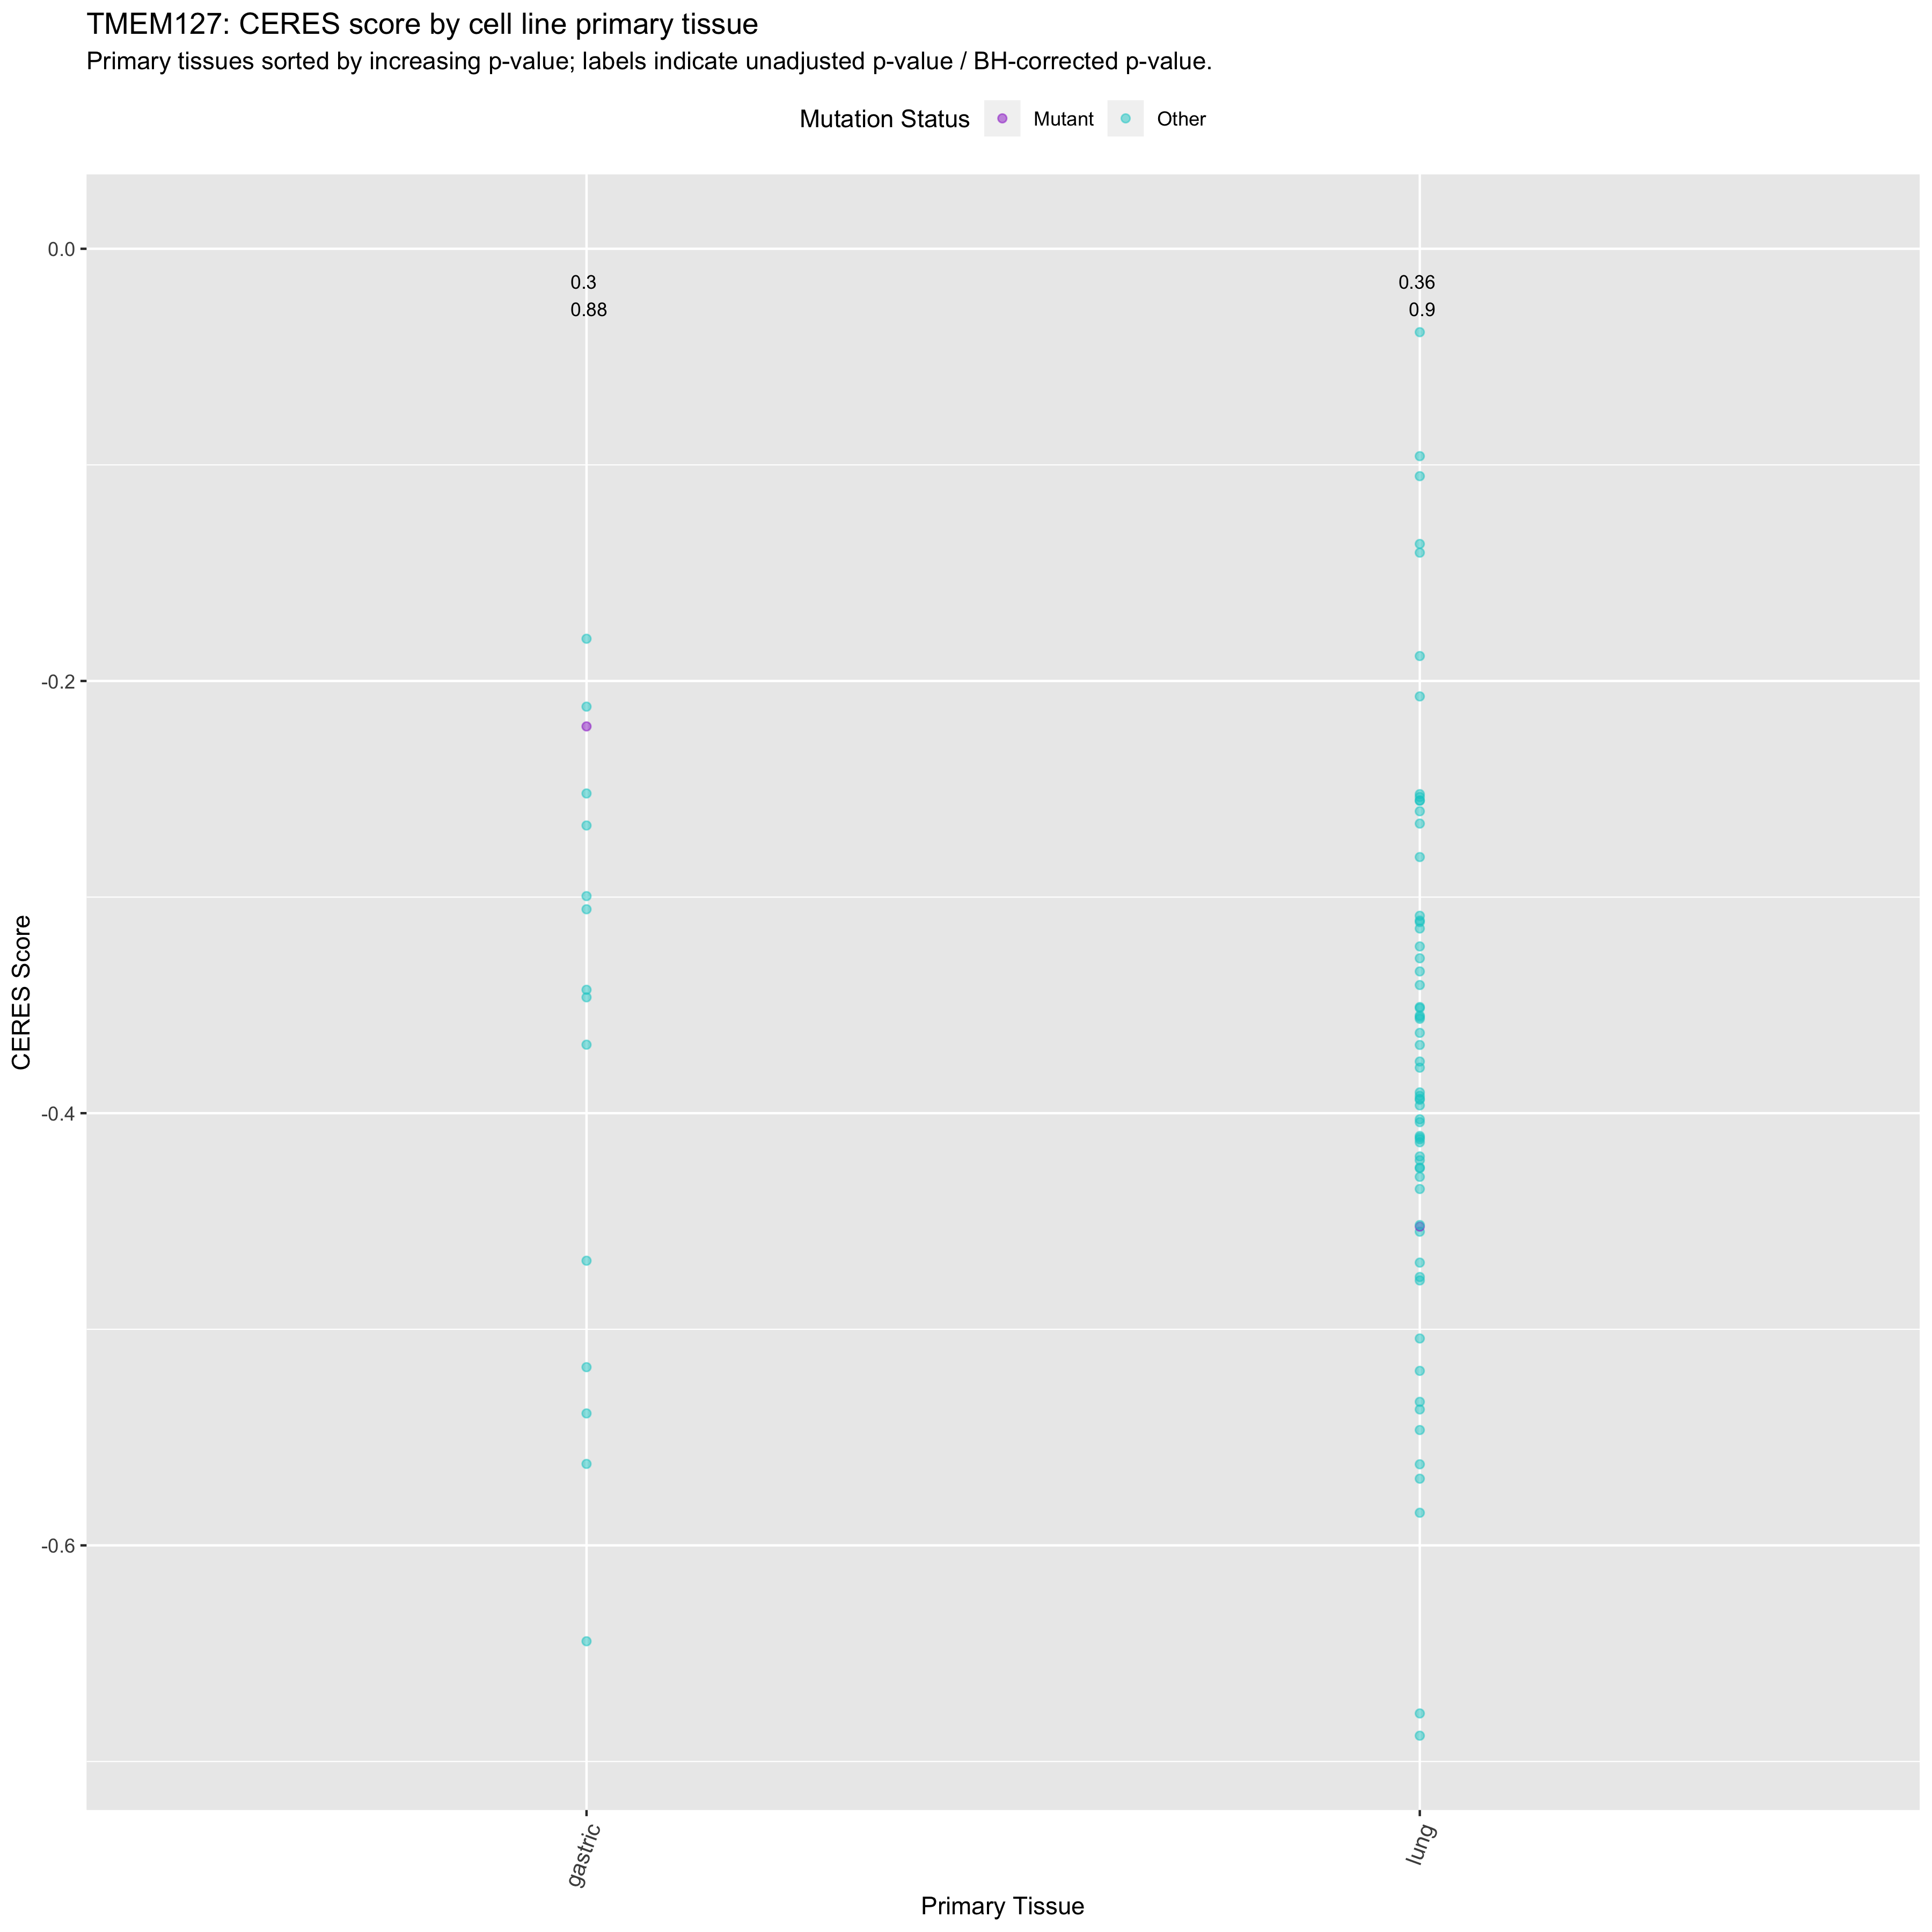 TMEM127: CERES score by cell line primary tissue
Primary tissues sorted by increasing p-value; labels indicate unadjusted p-value / BH-corrected p-value.
Mutation Status Mutant Other
0.0
0.3 0.36
0.88 0.9
-0.2
-0.4
-0.6
CERES Score
gastric lung
Primary Tissue